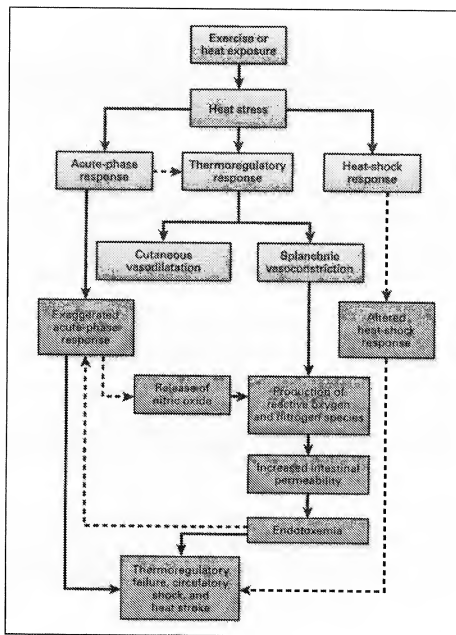 Exercise or
heat exposure
Heat stress
Acute-phase
response
Thermoregulatory
response
Heat-shock
response
Cutaneous
vasodilatation
Splanchnic
vasoconstriction
Exaggerated
acute-phase
response
Altered
heat-shock
response
Release of
nitric oxide
Production of
reactive oxygen
and nitrogen species
Increased intestinal
permeability
Endotoxemia
Thermoregulatory
failure, circulatory
shock, and
heat stroke